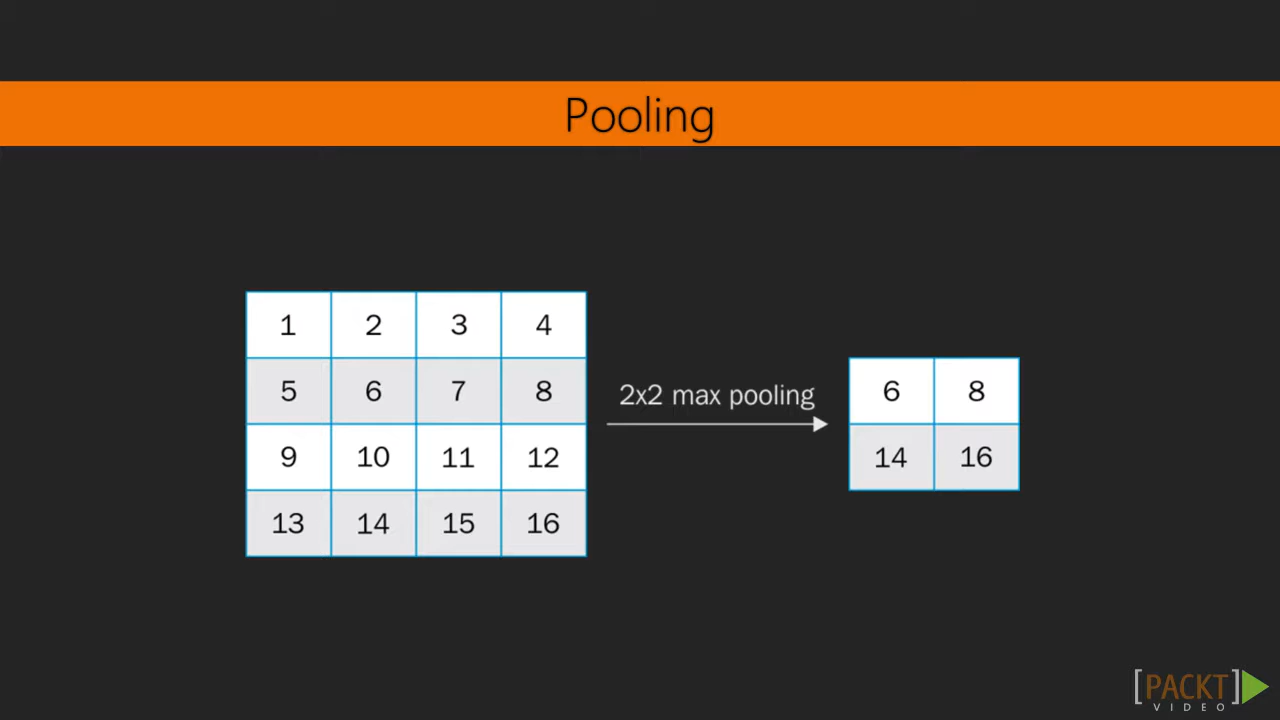 Pooling
1 2 3 4
5 6 7 8
9 10 11 12
13 14 15 16
2x2 max pooling
6 8
14 16
[PACKT]
VIDEO